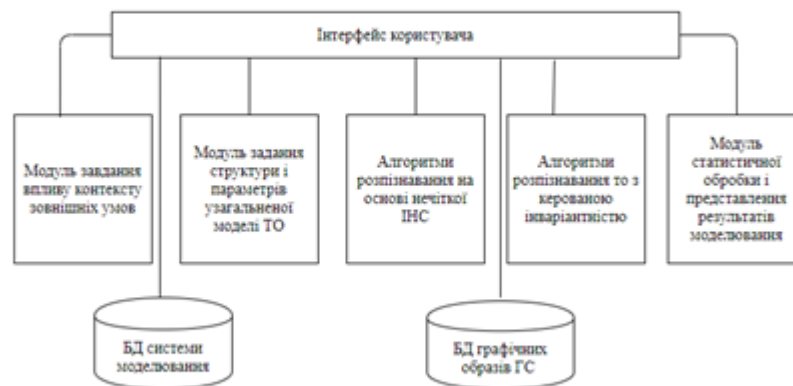 Інтерфейс користувача
Модуль завдання
впливу контексту
зовнішніх умов
Модуль задания
структури і
параметрів
узагальненої
моделі ТО
Алгоритми
розпізнавання на
основі нечіткої
ІНС
Алгоритми
розпізнавання то з
керованою
інваріантністю
Модуль
статистичної
обробки і
представлення
результатів
моделювання
БД системи
моделювання
БД графічних
образів ГС